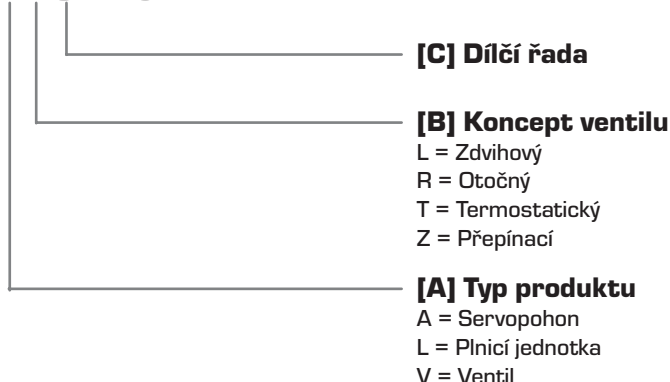 [C] Dílčí řada
[B] Koncept ventilu
L = Zdvihový
R = Otočný
T = Termostatický
Z = Přepínací
[A] Typ produktu
A = Servopohon
L = Plnicí jednotka
V = Ventil